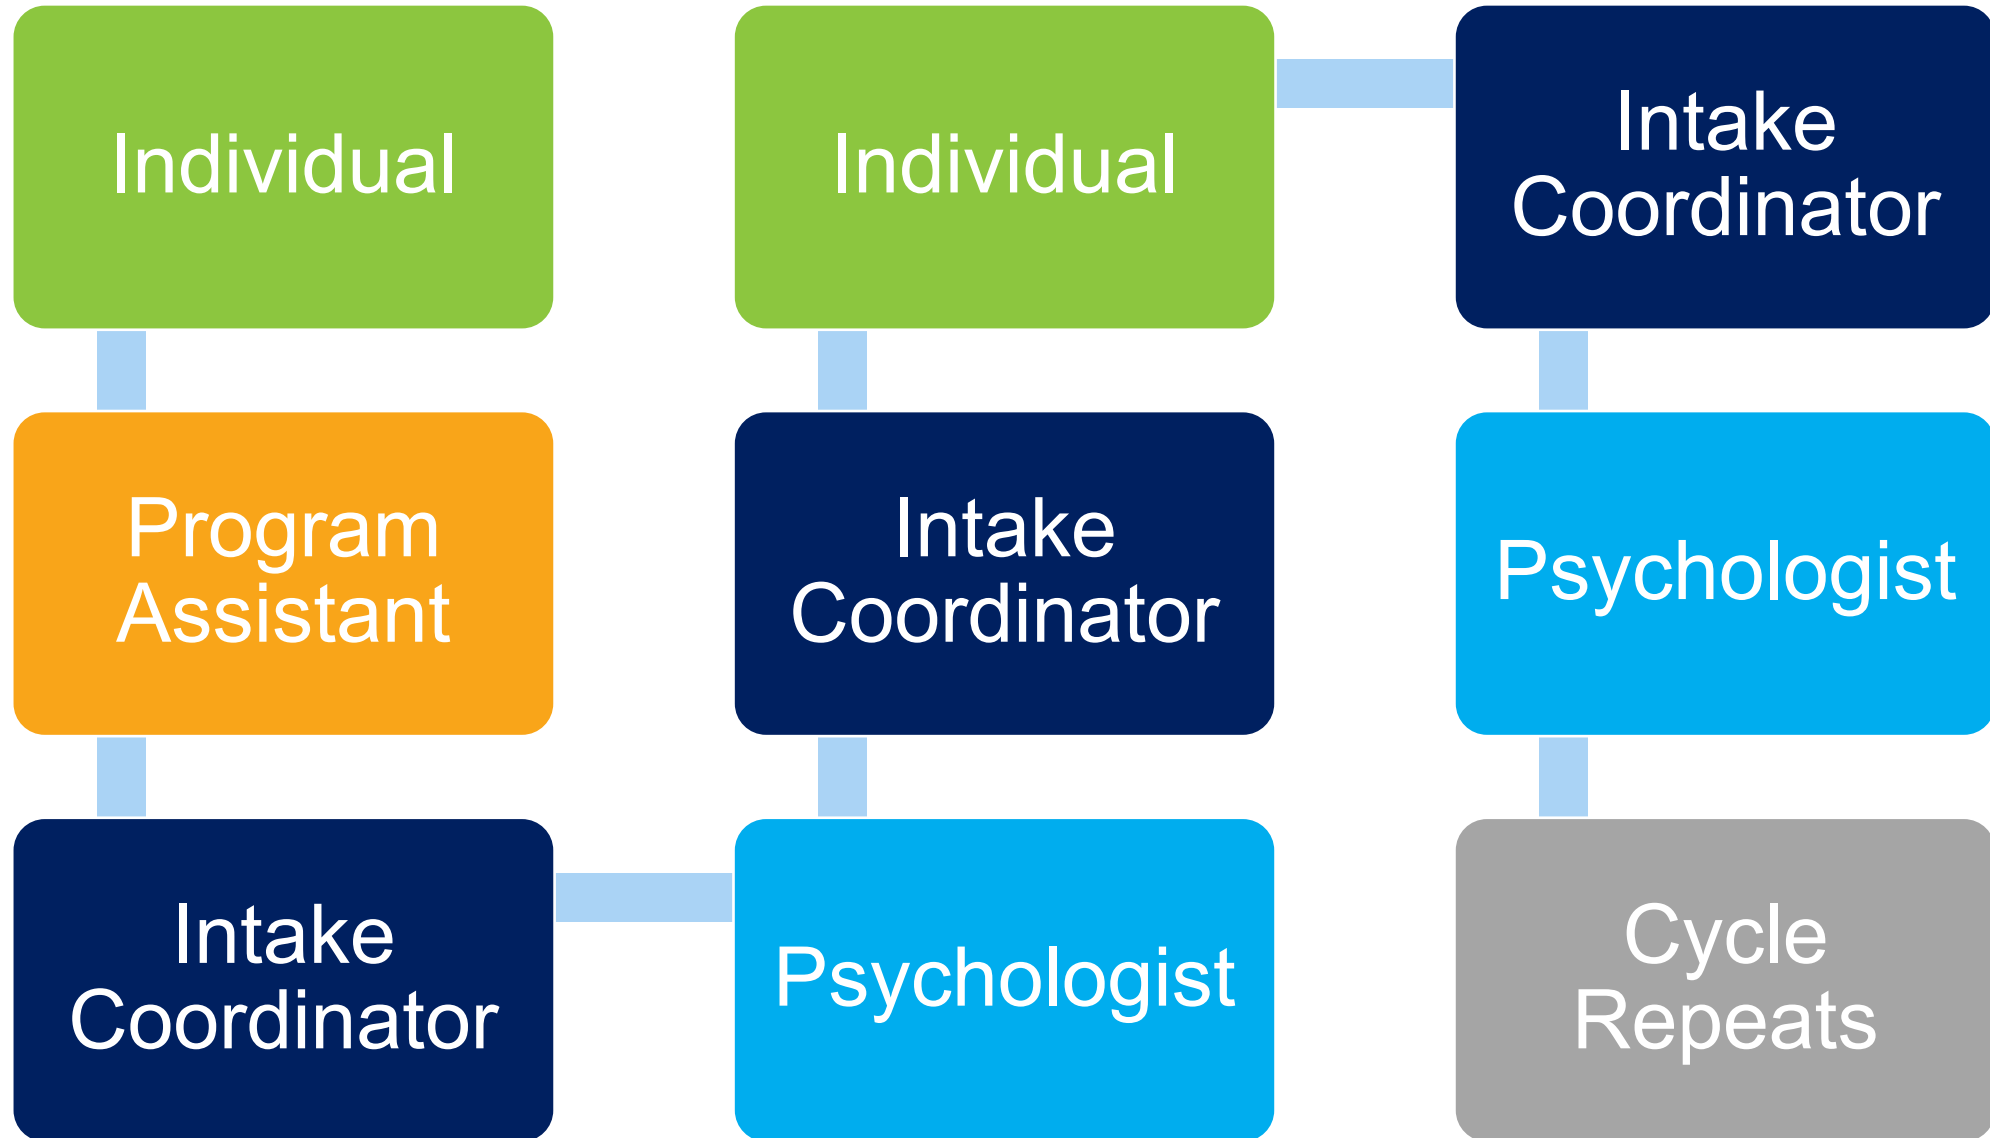 Individual
Program
Assistant
Intake
Coordinator
Psychologist
Intake
Coordinator
Individual
Intake
Coordinator
Psychologist
Cycle
Repeats